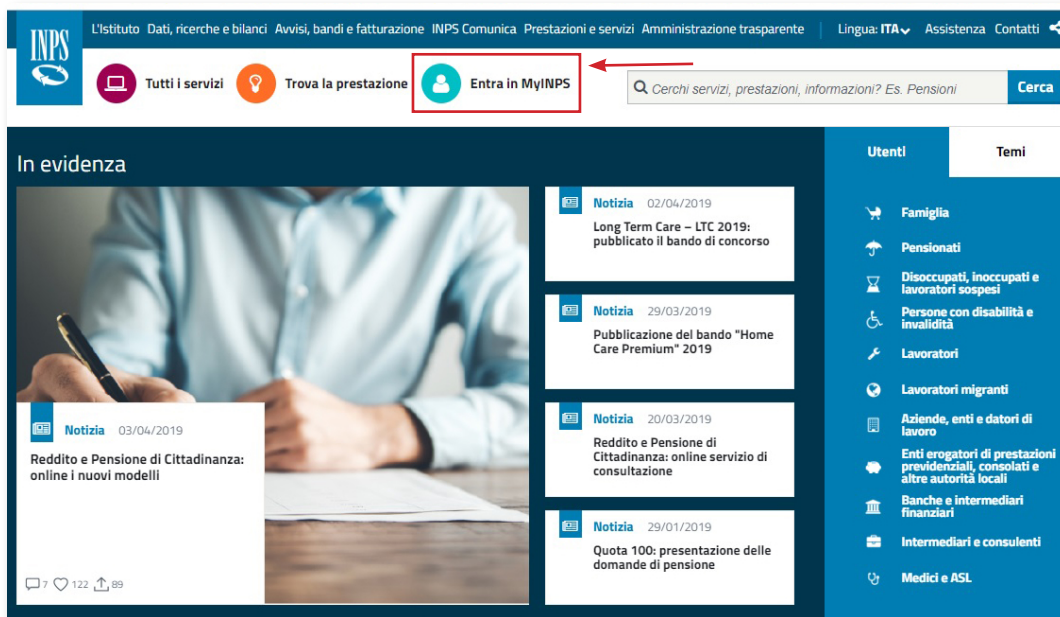 INPS
L'Istituto Dati, ricerche e bilanci Avvisi, bandi e fatturazione INPS Comunica Prestazioni e servizi Amministrazione trasparente Lingua: ITA Assistenza Contatti
Tutti i servizi Trova la prestazione Entra in MyINPS Cerchi servizi, prestazioni, informazioni? Es. Pensioni Cerca
In evidenza
Notizia 03/04/2019
Reddito e Pensione di Cittadinanza:
online i nuovi modelli
7 122 89
Notizia 02/04/2019
Long Term Care – LTC 2019:
pubblicato il bando di concorso
Notizia 29/03/2019
Pubblicazione del bando "Home
Care Premium" 2019
Notizia 20/03/2019
Reddito e Pensione di
Cittadinanza: online servizio di
consultazione
Notizia 29/01/2019
Quota 100: presentazione delle
domande di pensione
Utenti Temi
Famiglia
Pensionati
Disoccupati, inoccupati e
lavoratori sospesi
Persone con disabilità e
invalidità
Lavoratori
Lavoratori migranti
Aziende, enti e datori di
lavoro
Enti erogatori di prestazioni
previdenziali, consolati e
altre autorità locali
Banche e intermediari
finanziari
Intermediari e consulenti
Medici e ASL